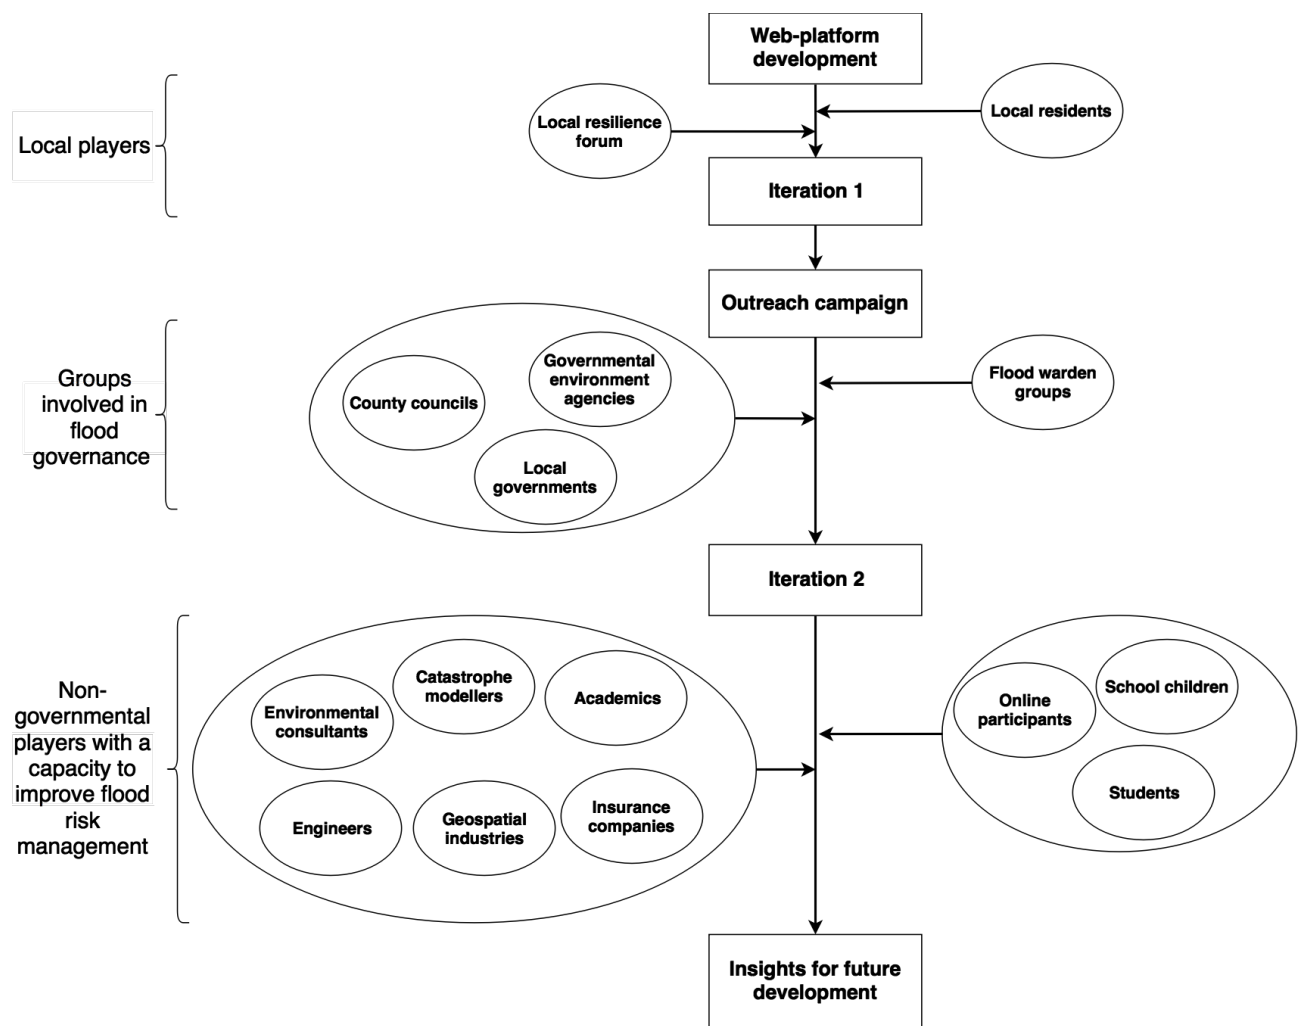 Web-platform
development
Local resilience
forum
Local residents
Local players
Iteration 1
Outreach campaign
Groups
involved in
flood
governance
County councils
Governmental
environment
agencies
Local
governments
Flood warden
groups
Iteration 2
Non-
governmental
players with a
capacity to
improve flood
risk
management
Environmental
consultants
Catastrophe
modellers
Academics
Engineers
Geospatial
industries
Insurance
companies
Online
participants
School children
Students
Insights for future
development